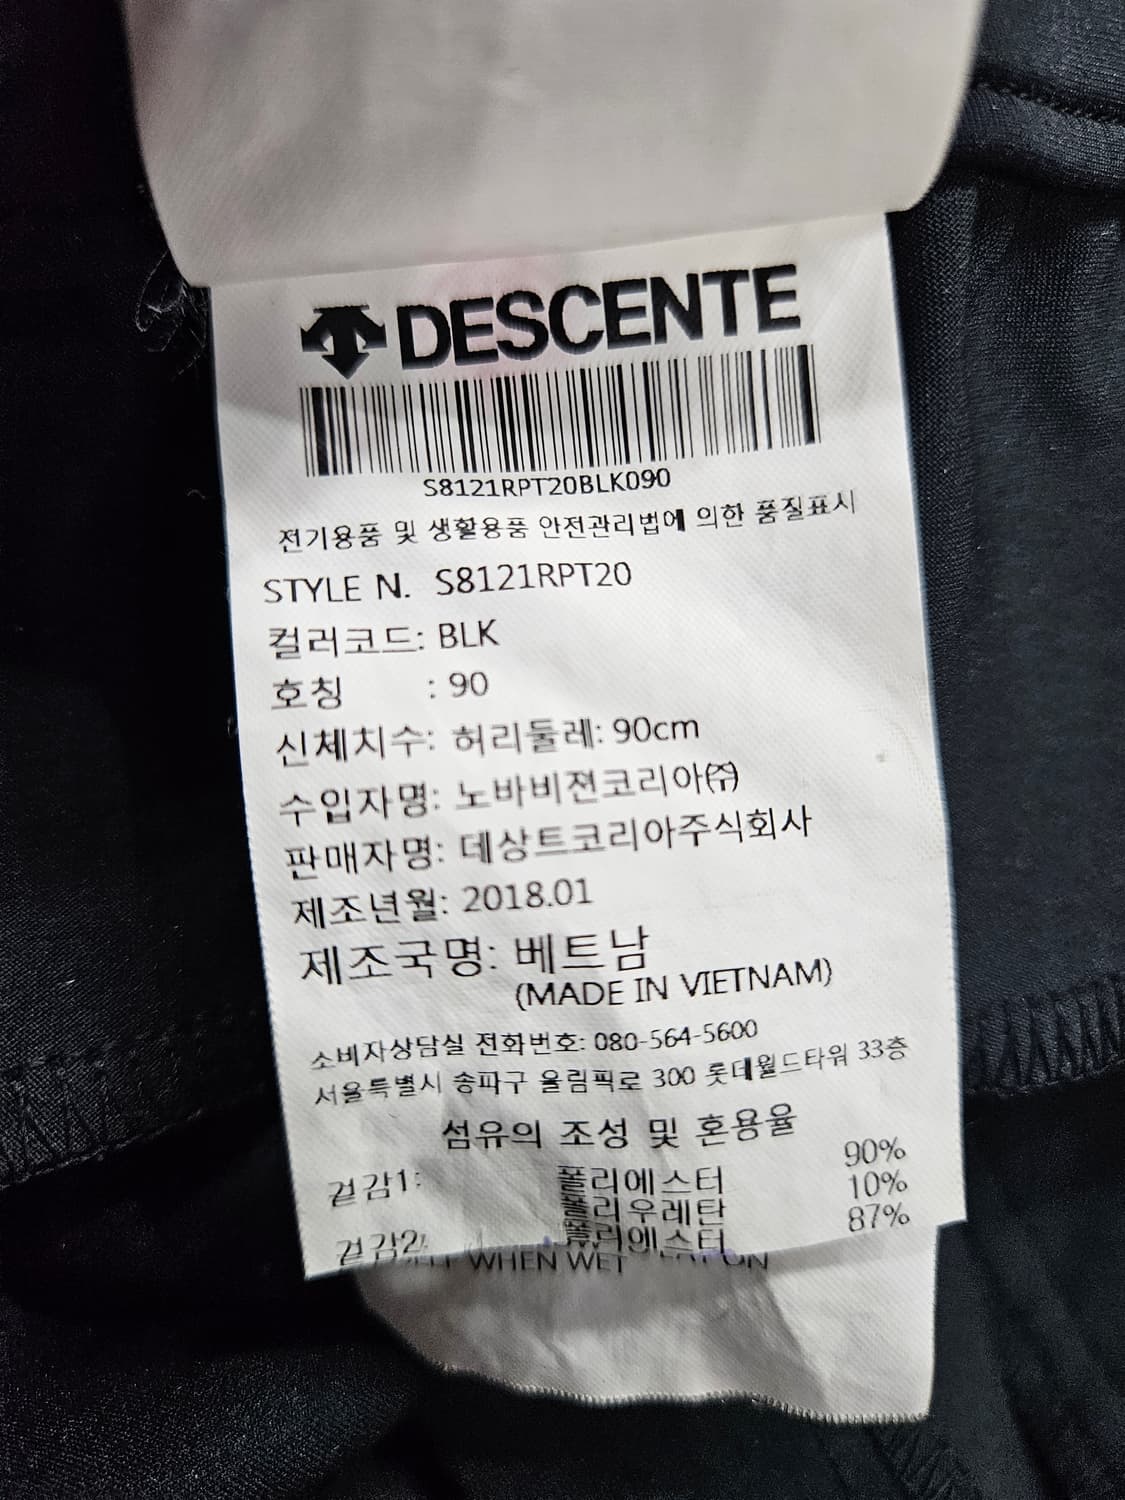 DESCENTE
S8121RPT20BLK090
전기용품 및 생활용품 안전관리법에 의한 품질표시
STYLE N. S8121RPT20
컬러코드: BLK
호칭 : 90
신체치수: 허리둘레: 90cm
수입자명: 노바비젼코리아㈜
판매자명: 데상트코리아주식회사
제조년월: 2018.01
제조국명: 베트남
(MADE IN VIETNAM)
소비자상담실 전화번호: 080-564-5600
서울특별시 송파구 올림픽로 300 롯데월드타워 33층
섬유의 조성 및 혼용율
겉감1: 폴리에스터 90%
폴리우레탄 10%
겉감2: 폴리에스터 87%
WHEN WET